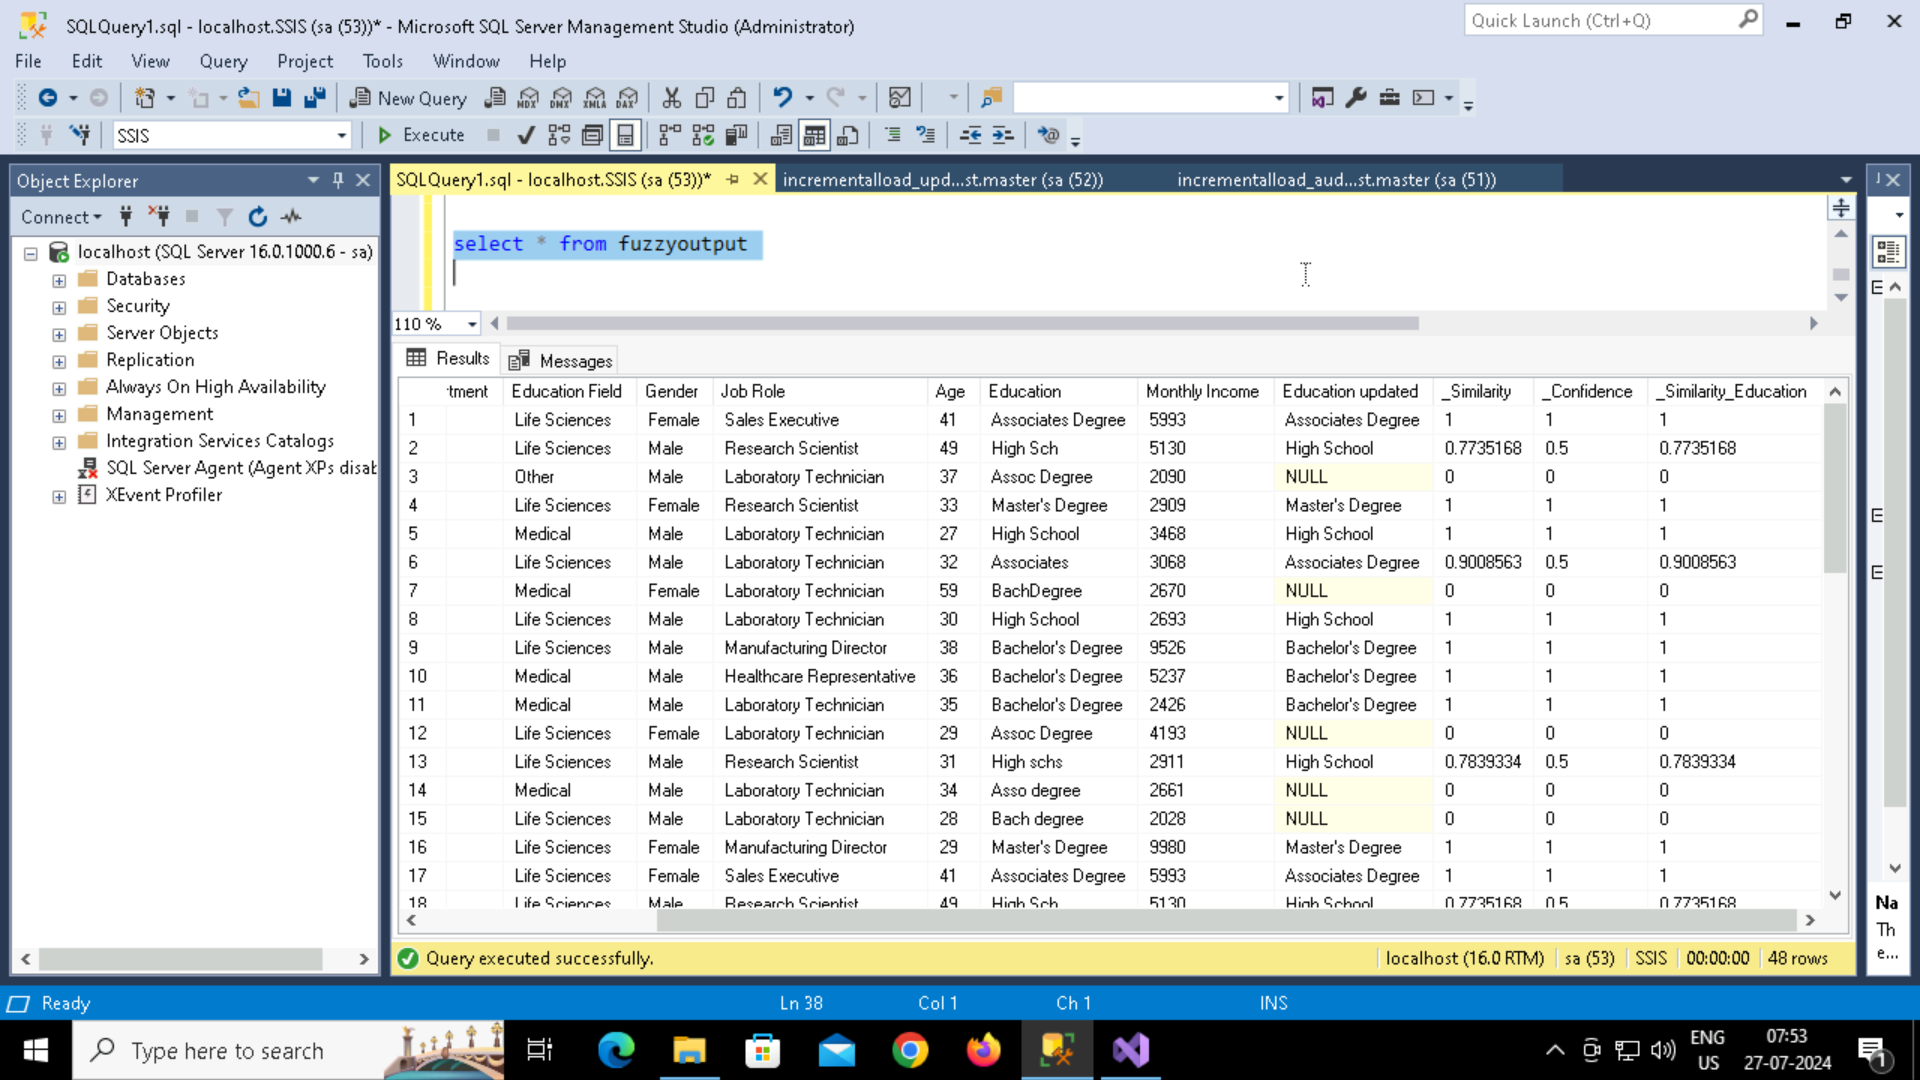 SQLQuery1.sql - localhost.SSIS (sa (53))* - Microsoft SQL Server Management Studio (Administrator)
Quick Launch (Ctrl+Q)
File Edit View Query Project Tools Window Help
New Query MDX DMX XMLA DAX
SSIS Execute
Object Explorer
SQLQuery1.sql - localhost.SSIS (sa (53))* incrementalload_upd...st.master (sa (52)) incrementalload_aud...st.master (sa (51))
Connect
localhost (SQL Server 16.0.1000.6 - sa)
Databases
Security
Server Objects
Replication
Always On High Availability
Management
Integration Services Catalogs
SQL Server Agent (Agent XPs disab
XEvent Profiler
select * from fuzzyoutput
110 %
Results Messages
tment Education Field Gender Job Role Age Education Monthly Income Education updated _Similarity _Confidence _Similarity_Education
1 Life Sciences Female Sales Executive 41 Associates Degree 5993 Associates Degree 1 1 1
2 Life Sciences Male Research Scientist 49 High Sch 5130 High School 0.7735168 0.5 0.7735168
3 Other Male Laboratory Technician 37 Assoc Degree 2090 NULL 0 0 0
4 Life Sciences Female Research Scientist 33 Master's Degree 2909 Master's Degree 1 1 1
5 Medical Male Laboratory Technician 27 High School 3468 High School 1 1 1
6 Life Sciences Male Laboratory Technician 32 Associates 3068 Associates Degree 0.9008563 0.5 0.9008563
7 Medical Female Laboratory Technician 59 BachDegree 2670 NULL 0 0 0
8 Life Sciences Male Laboratory Technician 30 High School 2693 High School 1 1 1
9 Life Sciences Male Manufacturing Director 38 Bachelor's Degree 9526 Bachelor's Degree 1 1 1
10 Medical Male Healthcare Representative 36 Bachelor's Degree 5237 Bachelor's Degree 1 1 1
11 Medical Male Laboratory Technician 35 Bachelor's Degree 2426 Bachelor's Degree 1 1 1
12 Life Sciences Female Laboratory Technician 29 Assoc Degree 4193 NULL 0 0 0
13 Life Sciences Male Research Scientist 31 High schs 2911 High School 0.7839334 0.5 0.7839334
14 Medical Male Laboratory Technician 34 Asso degree 2661 NULL 0 0 0
15 Life Sciences Male Laboratory Technician 28 Bach degree 2028 NULL 0 0 0
16 Life Sciences Female Manufacturing Director 29 Master's Degree 9980 Master's Degree 1 1 1
17 Life Sciences Female Sales Executive 41 Associates Degree 5993 Associates Degree 1 1 1
18 Life Sciences Male Research Scientist 49 High Sch 5130 High School 0.7735168 0.5 0.7735168
Na
Th
e...
Query executed successfully. localhost (16.0 RTM) sa (53) SSIS 00:00:00 48 rows
Ready Ln 38 Col 1 Ch 1 INS
Type here to search
ENG
US
07:53
27-07-2024
1